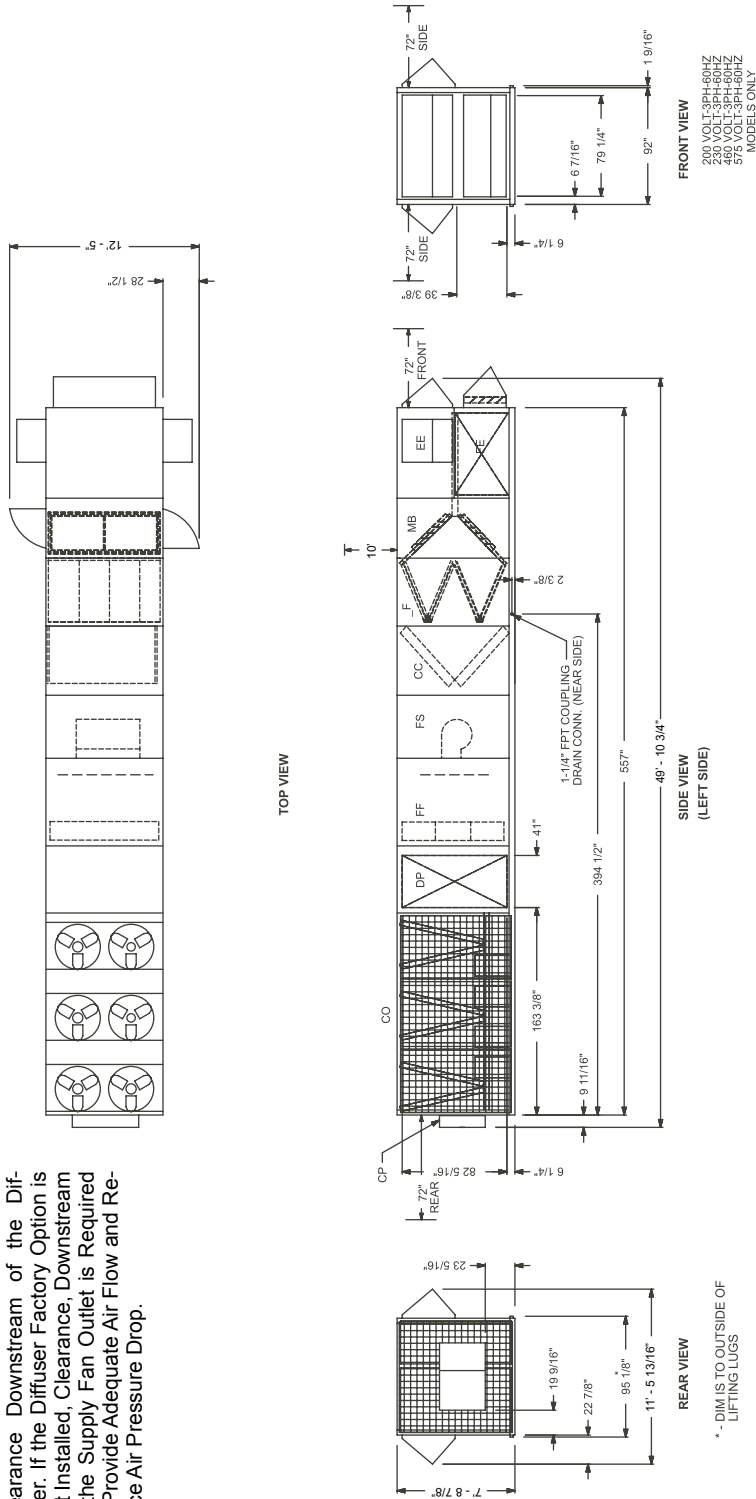 earance Downstream of the Dif-
er. If the Diffuser Factory Option is
t Installed, Clearance, Downstream
the Supply Fan Outlet is Required
Provide Adequate Air Flow and Re-
ce Air Pressure Drop.
12' - 5"
28 1/2"
TOP VIEW
CP
CO
DP
FF
FS
CC
_F
MB
EE
EE
10'
72"
REAR
72"
FRONT
82 5/16"
6 1/4"
9 11/16"
163 3/8"
41"
394 1/2"
557"
49' - 10 3/4"
2 3/8"
1-1/4" FPT COUPLING
DRAIN CONN. (NEAR SIDE)
SIDE VIEW
(LEFT SIDE)
7' - 8 7/8"
23 5/16"
19 9/16"
22 7/8"
95 1/8" *
11' - 5 13/16"
REAR VIEW
* - DIM IS TO OUTSIDE OF
LIFTING LUGS
72"
SIDE
72"
SIDE
39 3/8"
6 1/4"
6 7/16"
79 1/4"
92"
1 9/16"
FRONT VIEW
200 VOLT-3PH-60HZ
230 VOLT-3PH-60HZ
460 VOLT-3PH-60HZ
575 VOLT-3PH-60HZ
MODELS ONLY